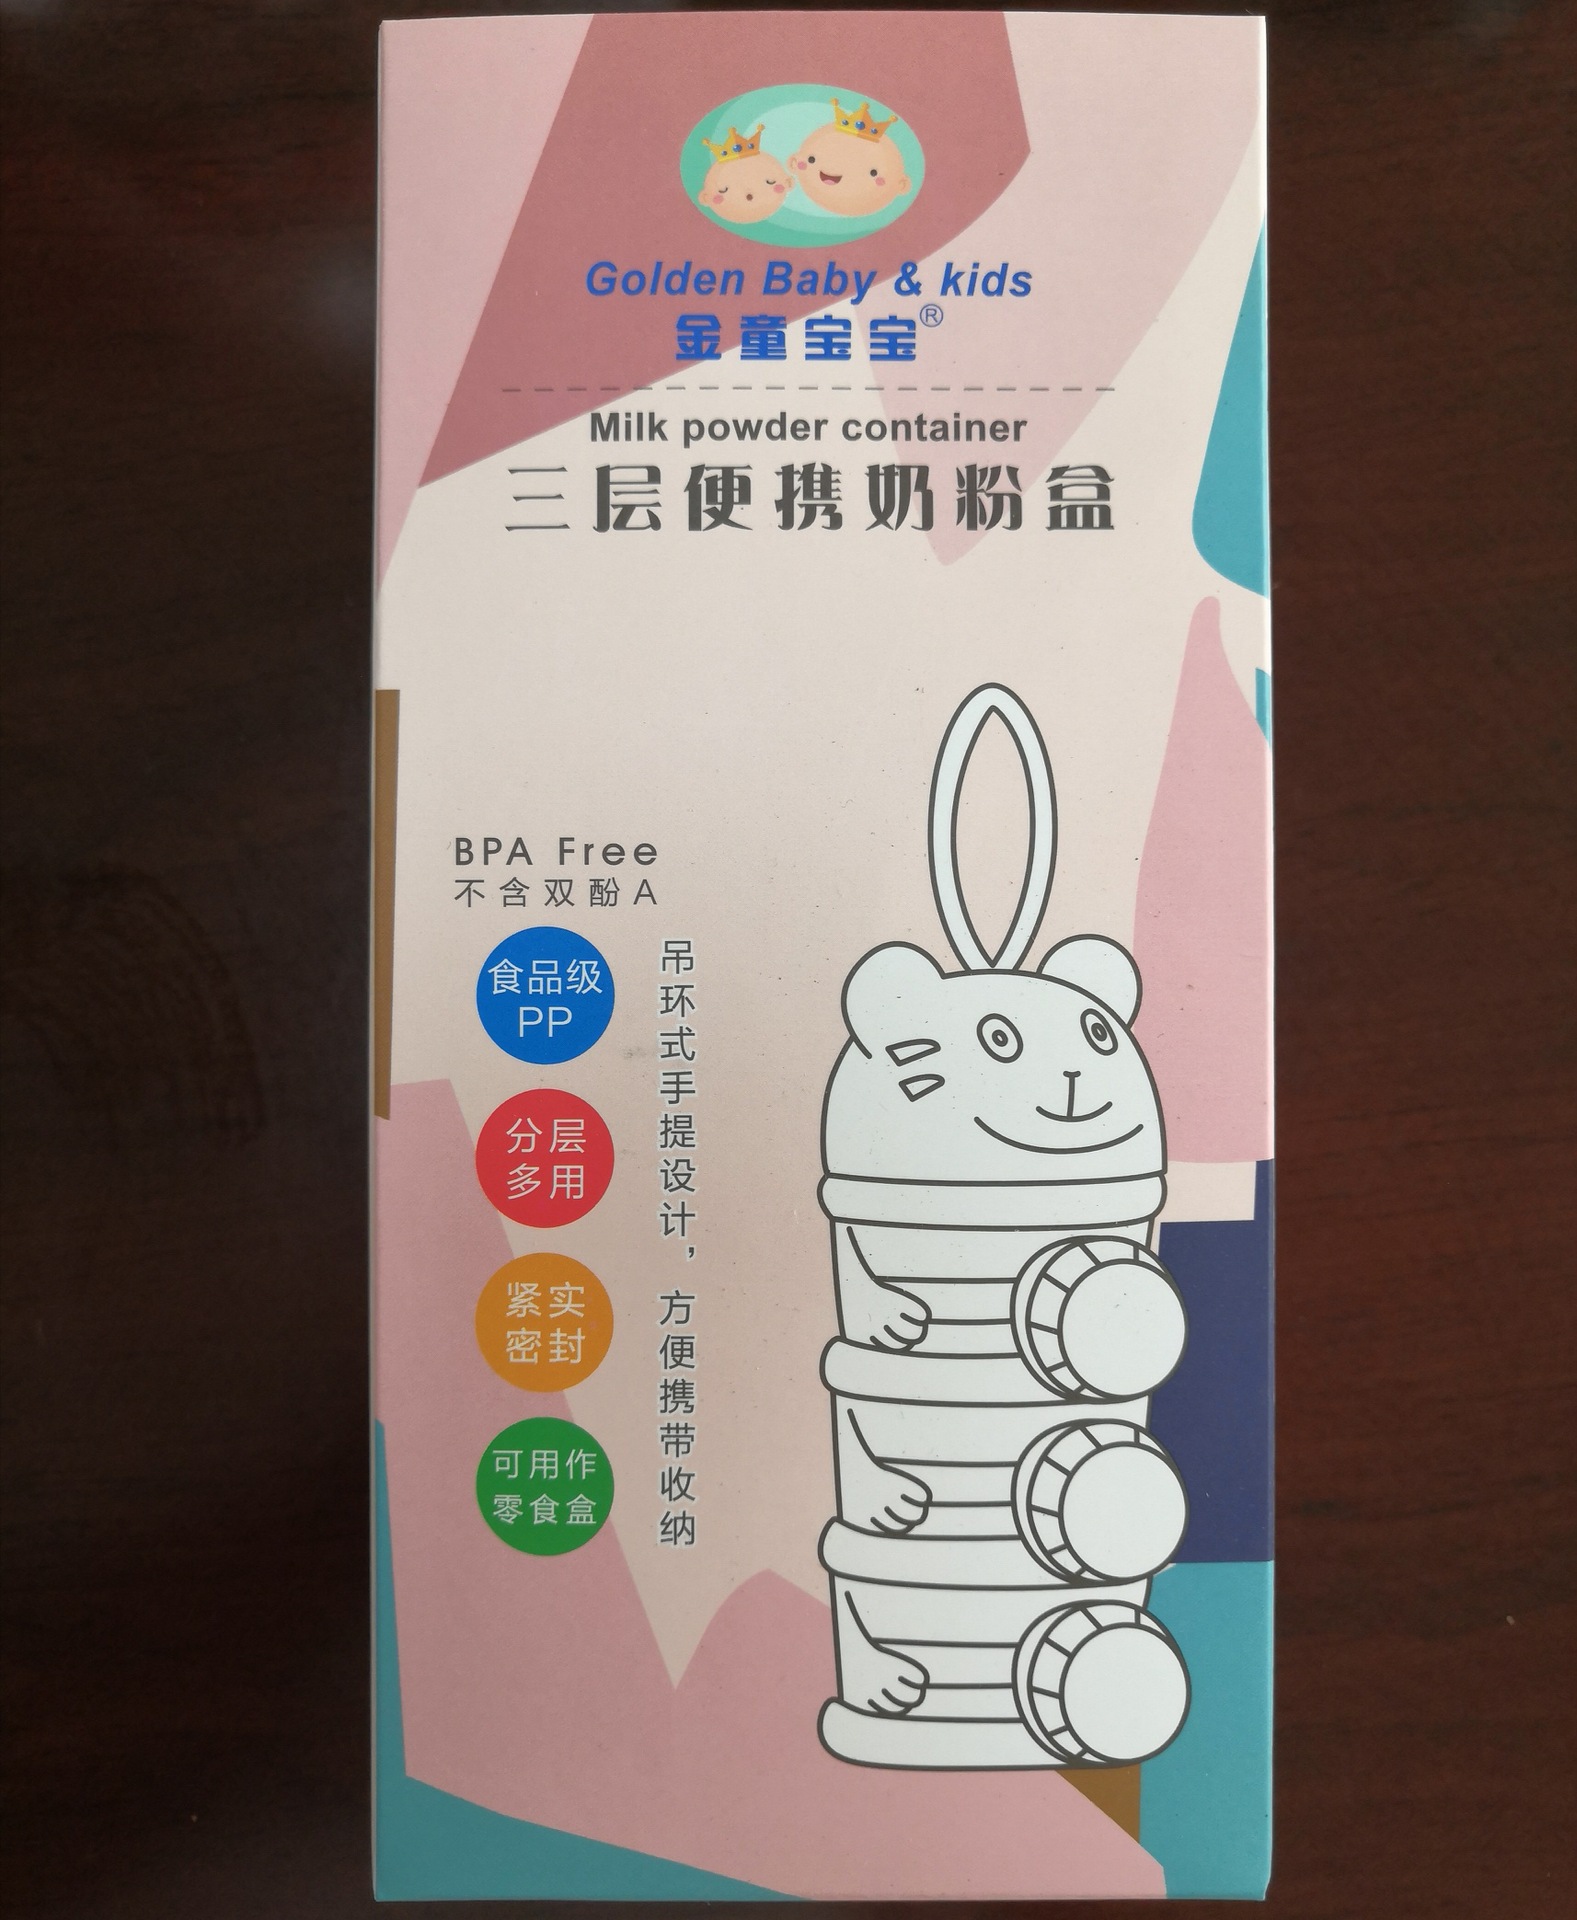 Golden Baby & kids
金童宝宝®
Milk powder container
三层便携奶粉盒
BPA Free
不含双酚A
食品级
PP
分层
多用
紧实
密封
可用作
零食盒
吊环式手提设计，方便携带收纳